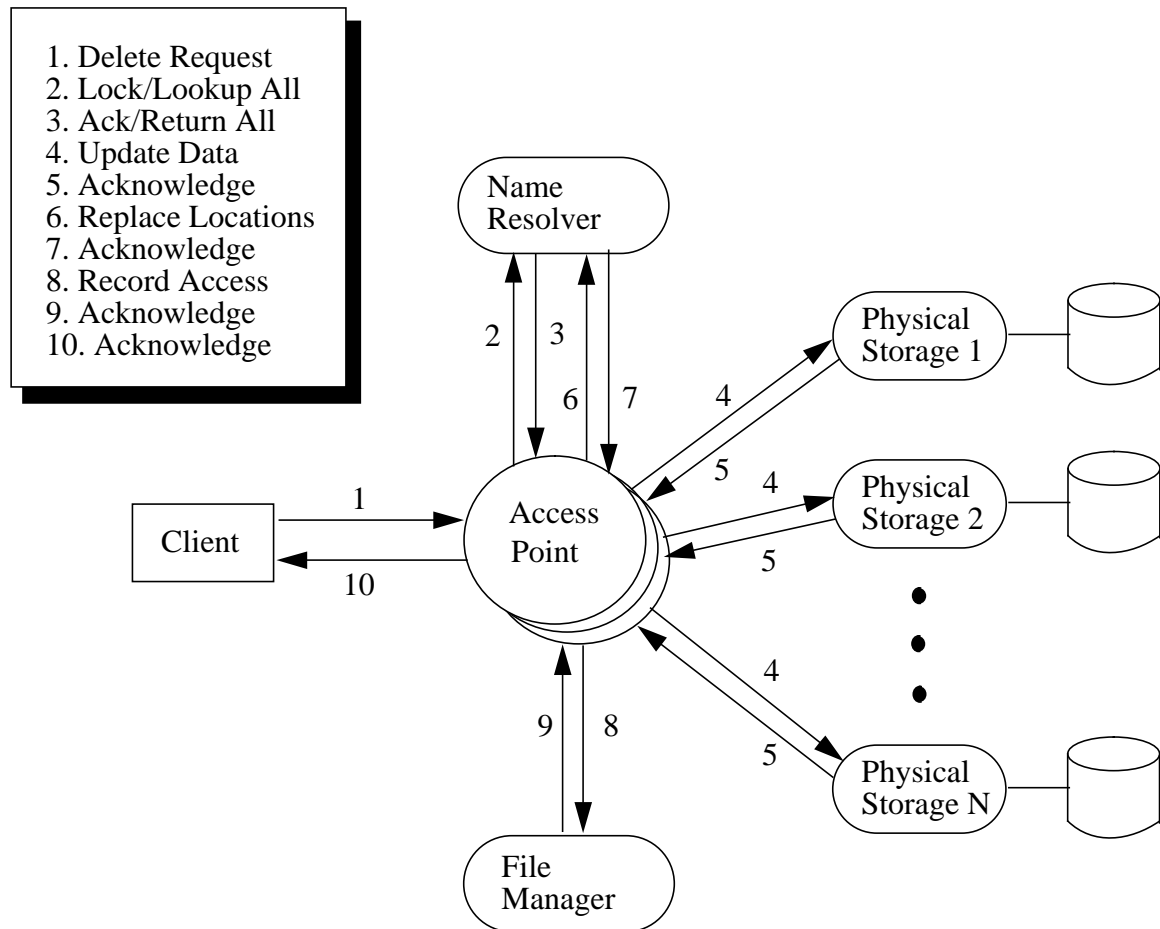 1. Delete Request
2. Lock/Lookup All
3. Ack/Return All
4. Update Data
5. Acknowledge
6. Replace Locations
7. Acknowledge
8. Record Access
9. Acknowledge
10. Acknowledge
Name
Resolver
2
3
6
7
Physical
Storage 1
4
5
Client
1
10
Access
Point
4
5
Physical
Storage 2
4
5
Physical
Storage N
9
8
File
Manager